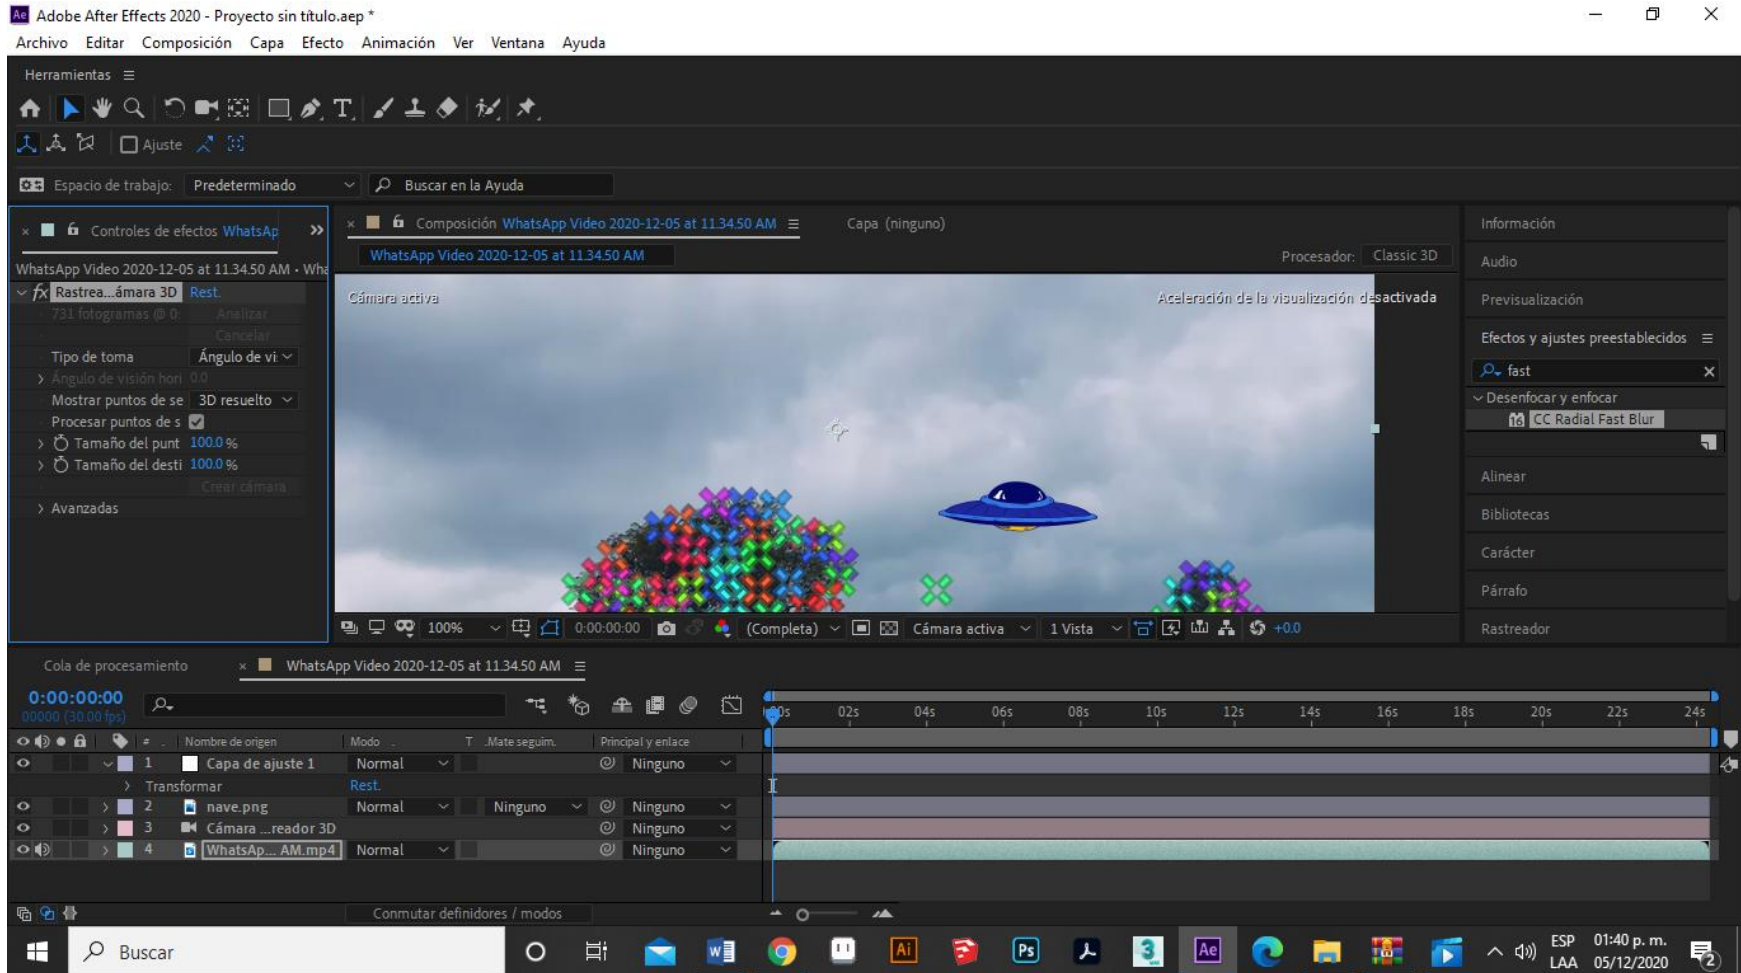 Adobe After Effects 2020 - Proyecto sin título.aep *
Archivo Editar Composición Capa Efecto Animación Ver Ventana Ayuda
Herramientas
Ajuste
Espacio de trabajo: Predeterminado Buscar en la Ayuda
Controles de efectos WhatsAp
Composición WhatsApp Video 2020-12-05 at 11.34.50 AM
Capa (ninguno)
WhatsApp Video 2020-12-05 at 11.34.50 AM
Procesador: Classic 3D
WhatsApp Video 2020-12-05 at 11.34.50 AM • Wha
fx Rastrea...ámara 3D Rest.
731 fotogramas @ 0: Analizar
Cancelar
Tipo de toma Ángulo de vi:
Ángulo de visión hori 0.0
Mostrar puntos de se 3D resuelto
Procesar puntos de s
Tamaño del punt 100.0 %
Tamaño del desti 100.0 %
Crear cámara
Avanzadas
Cámara activa
Aceleración de la visualización desactivada
100% 0:00:00:00 (Completa) Cámara activa 1 Vista +0.0
Información
Audio
Previsualización
Efectos y ajustes preestablecidos
fast
Desenfocar y enfocar
16 CC Radial Fast Blur
Alinear
Bibliotecas
Carácter
Párrafo
Rastreador
Cola de procesamiento
WhatsApp Video 2020-12-05 at 11.34.50 AM
0:00:00:00
00000 (30.00 fps)
02s 04s 06s 08s 10s 12s 14s 16s 18s 20s 22s 24s
# . Nombre de origen Modo . T .Mate seguim. Principal y enlace
1 Capa de ajuste 1 Normal Ninguno
Transformar Rest.
2 nave.png Normal Ninguno Ninguno
3 Cámara ...reador 3D Ninguno
4 WhatsAp... AM.mp4 Normal Ninguno
Conmutar definidores / modos
Buscar
W
Ai
Ps
3
Ae
ESP
LAA
01:40 p. m.
05/12/2020
2